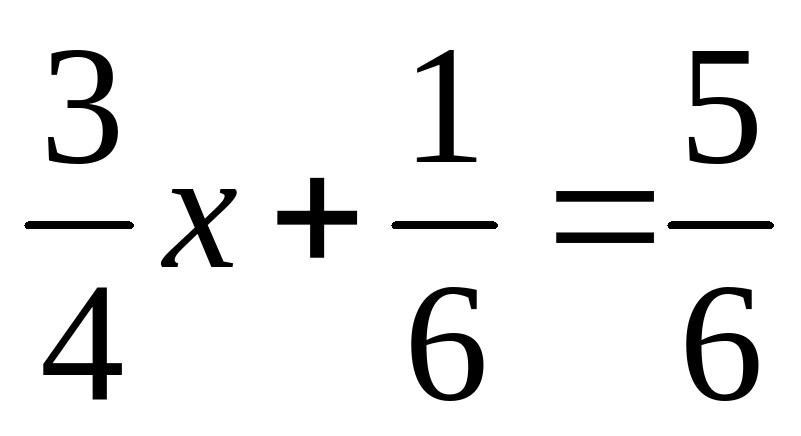 3/4 x + 1/6 = 5/6